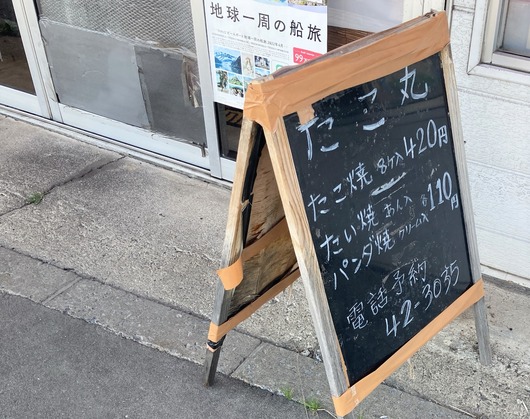 地球一周の船旅
たこ丸
たこ焼 8ケ入 420円
たい焼 あん入 110円
パンダ焼 クリーム入
電話予約
42-3035